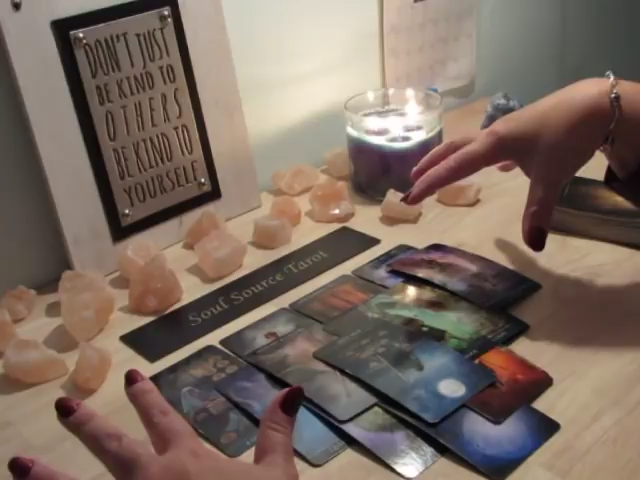 DON'T JUST
BE KIND TO
OTHERS
BE KIND TO
YOURSELF
Soul Source Tarot